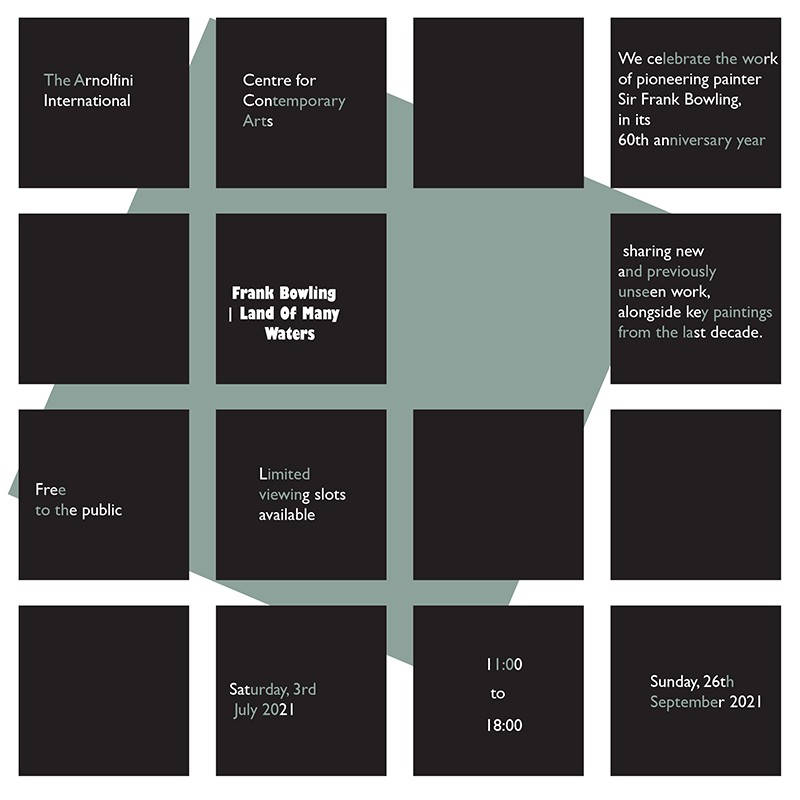 The Arnolfini
International
Centre for
Contemporary
Arts
We celebrate the work
of pioneering painter
Sir Frank Bowling,
in its
60th anniversary year
Frank Bowling
| Land Of Many
Waters
sharing new
and previously
unseen work,
alongside key paintings
from the last decade.
Free
to the public
Limited
viewing slots
available
Saturday, 3rd
July 2021
11:00
to
18:00
Sunday, 26th
September 2021